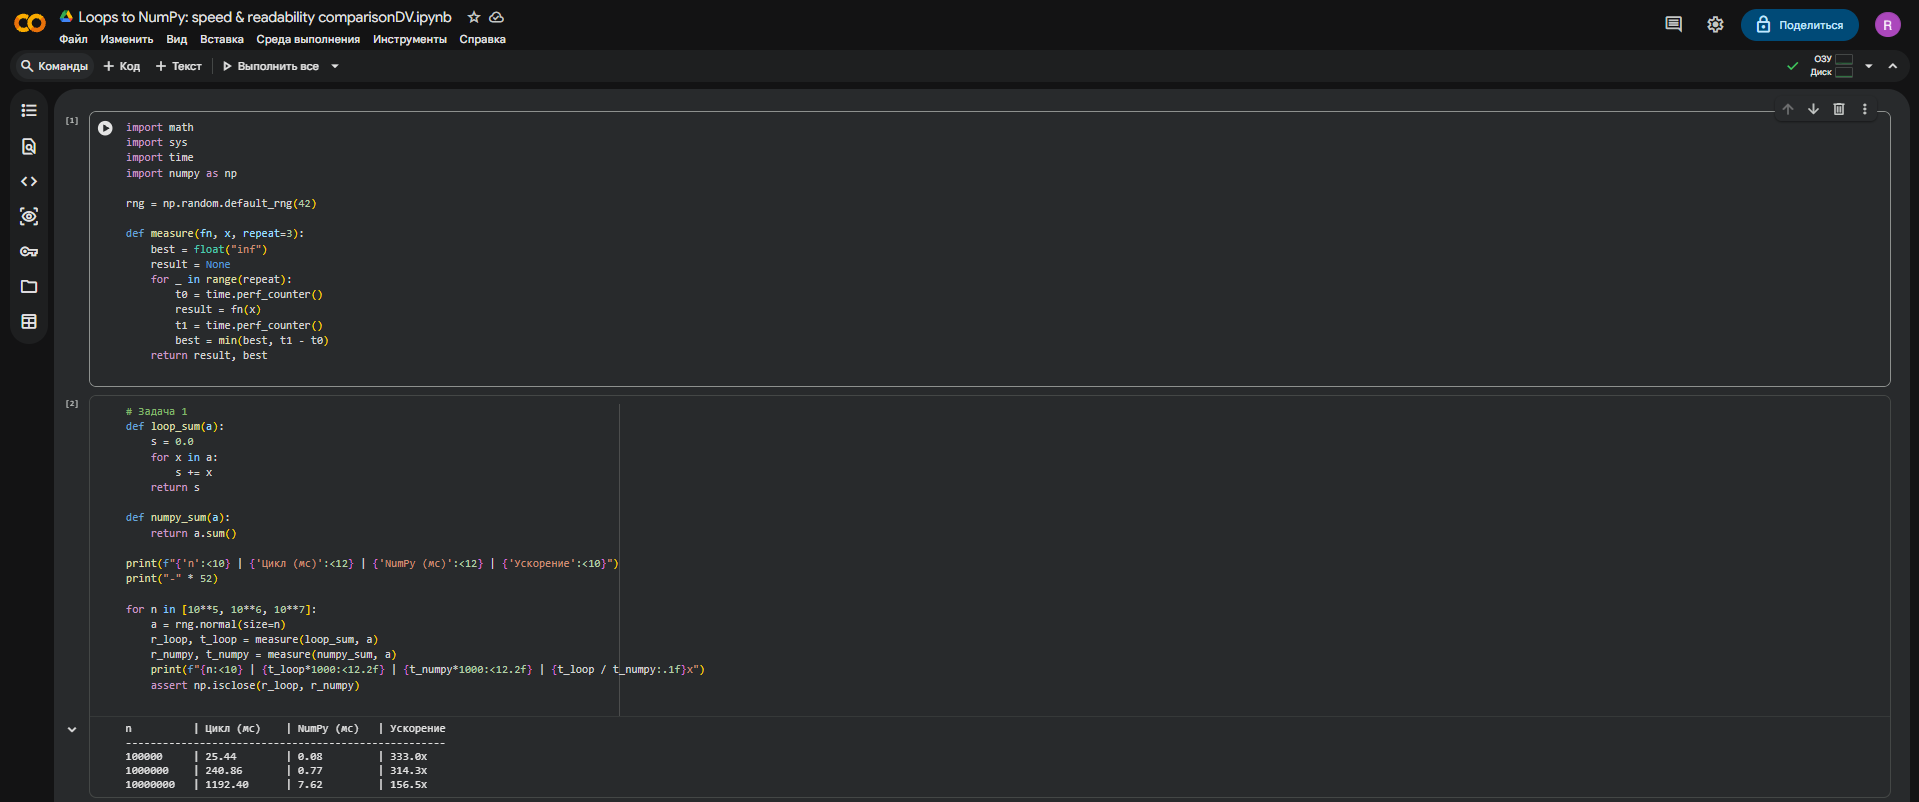 Loops to NumPy: speed & readability comparisonDV.ipynb
Файл Изменить Вид Вставка Среда выполнения Инструменты Справка
Поделиться
R
Команды + Код + Текст Выполнить все
ОЗУ
Диск
[1]
import math
import sys
import time
import numpy as np
rng = np.random.default_rng(42)
def measure(fn, x, repeat=3):
    best = float("inf")
    result = None
    for _ in range(repeat):
        t0 = time.perf_counter()
        result = fn(x)
        t1 = time.perf_counter()
        best = min(best, t1 - t0)
    return result, best
[2]
# Задача 1
def loop_sum(a):
    s = 0.0
    for x in a:
        s += x
    return s
def numpy_sum(a):
    return a.sum()
print(f"{'n':<10} | {'Цикл (мс)':<12} | {'NumPy (мс)':<12} | {'Ускорение':<10}")
print("-" * 52)
for n in [10**5, 10**6, 10**7]:
    a = rng.normal(size=n)
    r_loop, t_loop = measure(loop_sum, a)
    r_numpy, t_numpy = measure(numpy_sum, a)
    print(f"{n:<10} | {t_loop*1000:<12.2f} | {t_numpy*1000:<12.2f} | {t_loop / t_numpy:.1f}x")
    assert np.isclose(r_loop, r_numpy)
n          | Цикл (мс)    | NumPy (мс)   | Ускорение
----------------------------------------------------
100000     | 25.44        | 0.08         | 333.0x
1000000    | 240.86       | 0.77         | 314.3x
10000000   | 1192.40      | 7.62         | 156.5x